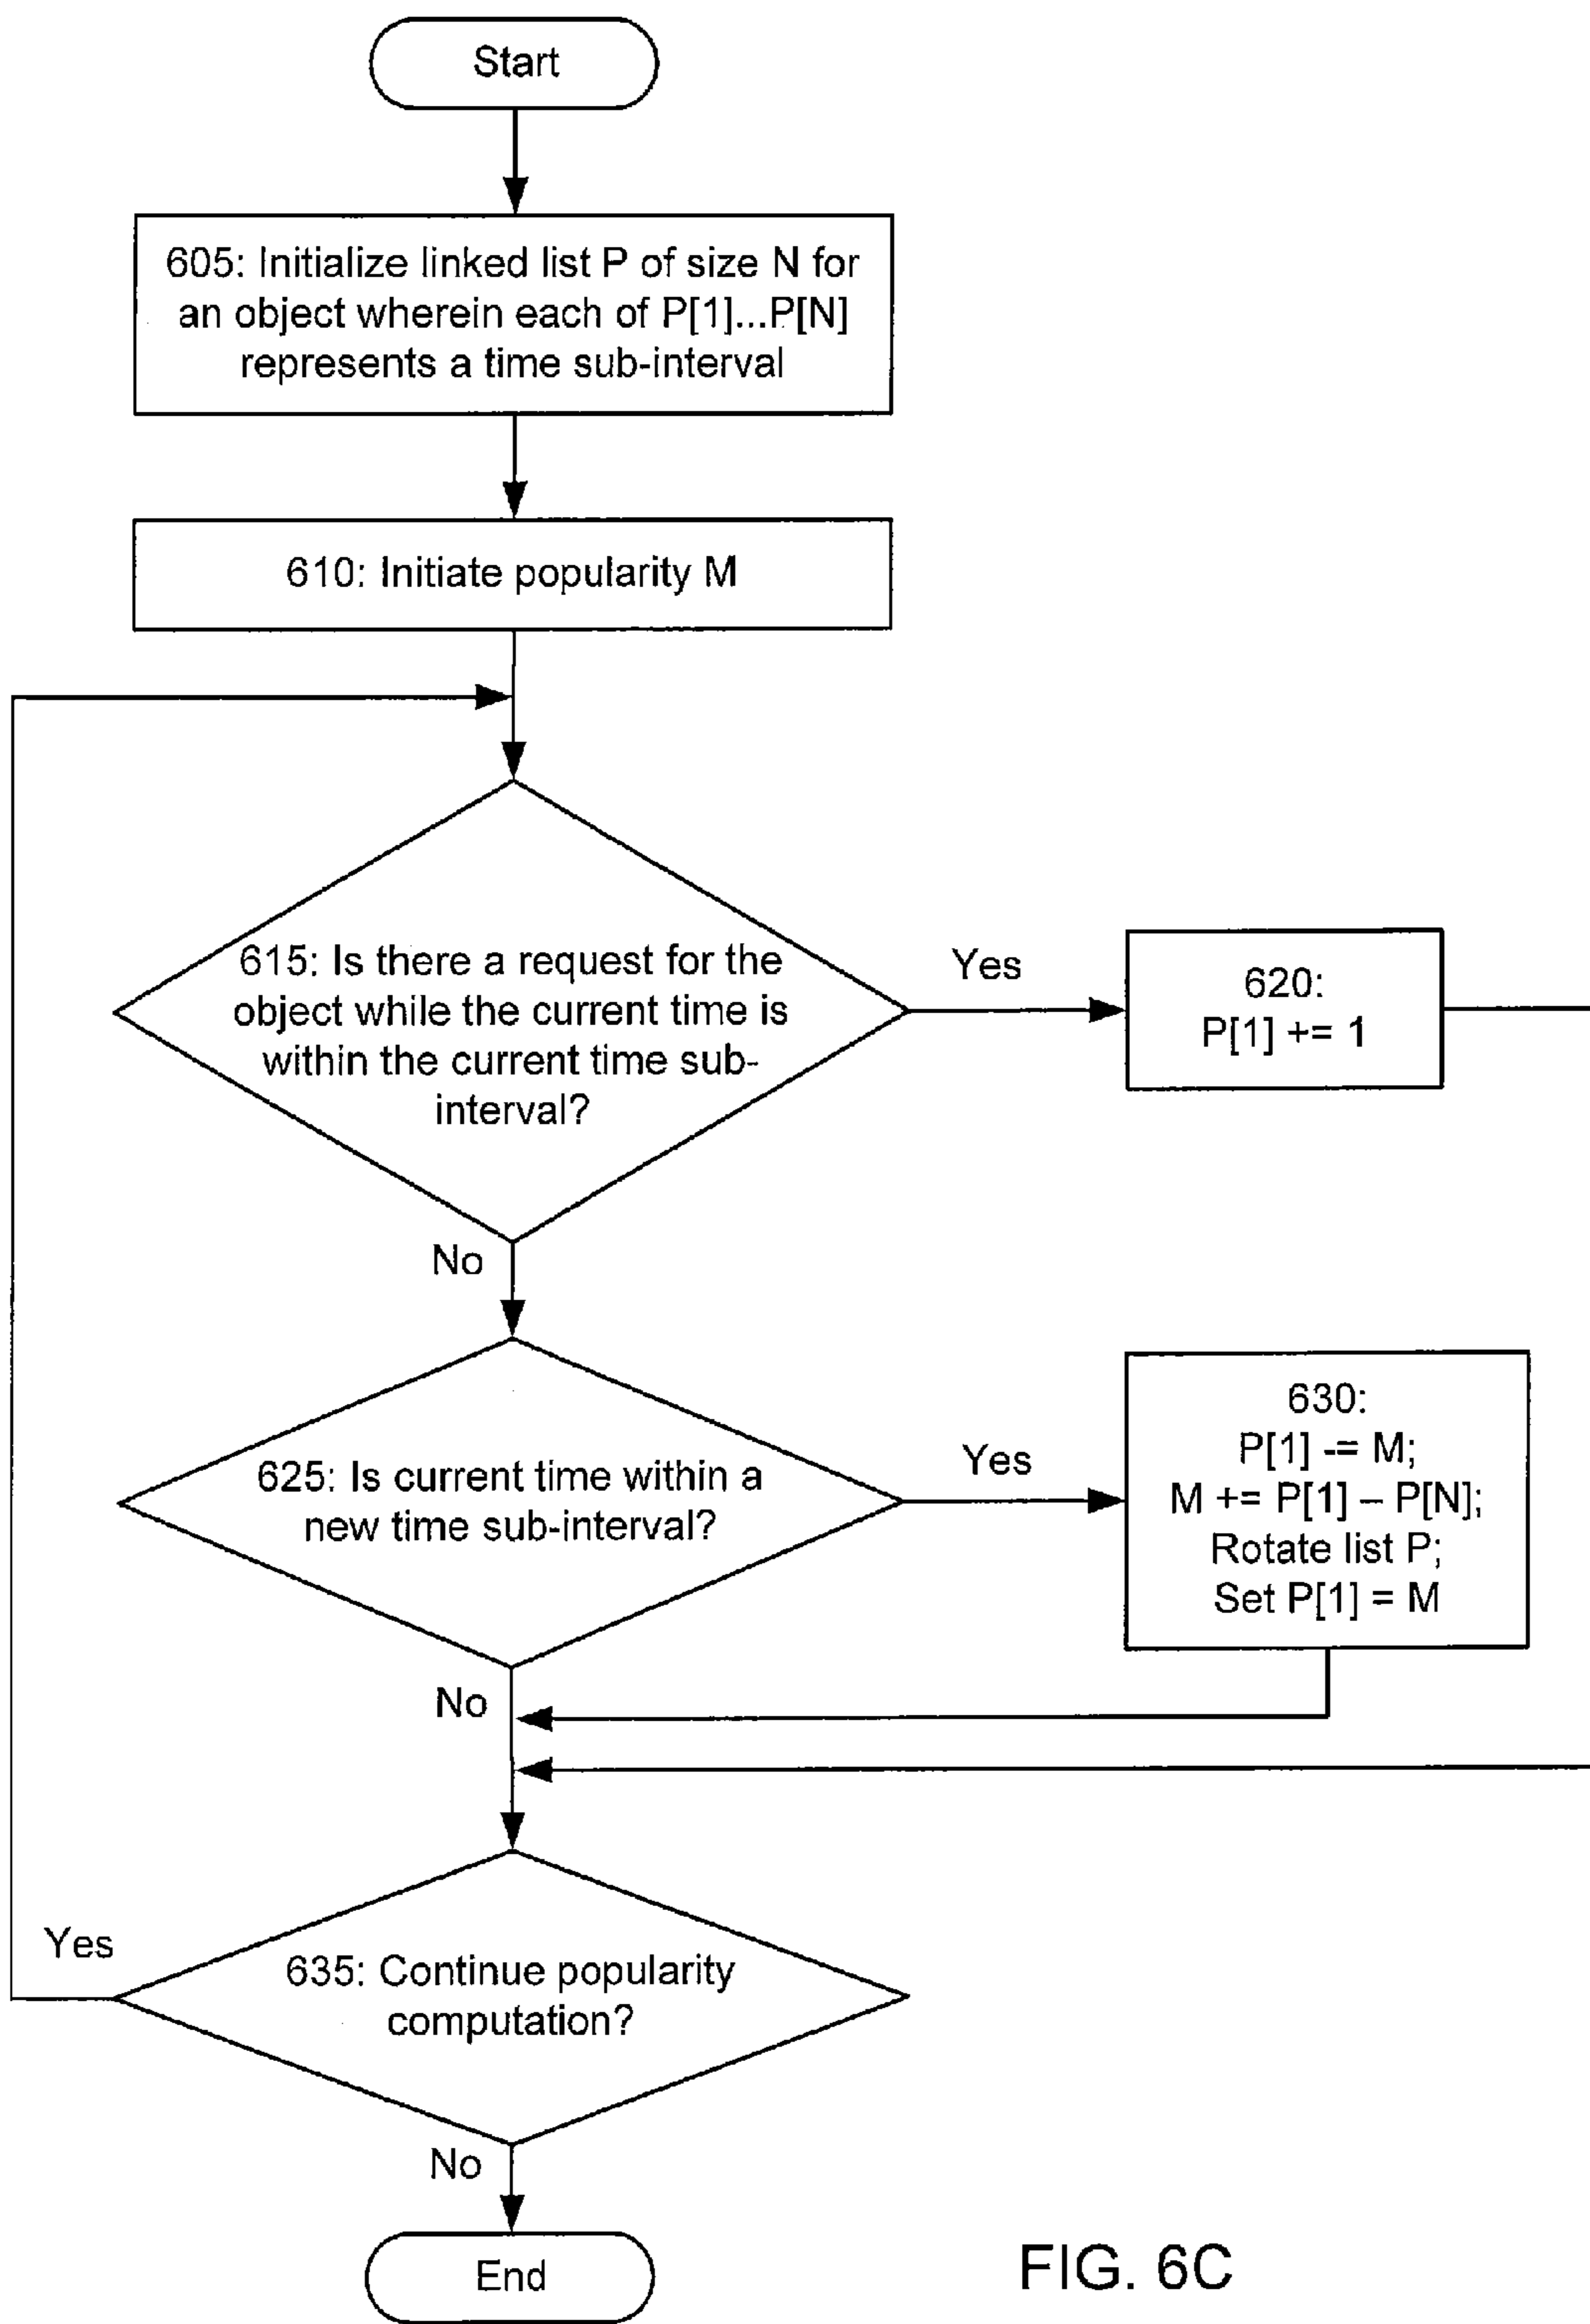 Start
605: Initialize linked list P of size N for
an object wherein each of P[1]...P[N]
represents a time sub-interval
610: Initiate popularity M
615: Is there a request for the
object while the current time is
within the current time sub-
interval?
Yes
620:
P[1] += 1
No
625: Is current time within a
new time sub-interval?
Yes
630:
P[1] -= M;
M += P[1] – P[N];
Rotate list P;
Set P[1] = M
No
635: Continue popularity
computation?
Yes
No
End
FIG. 6C